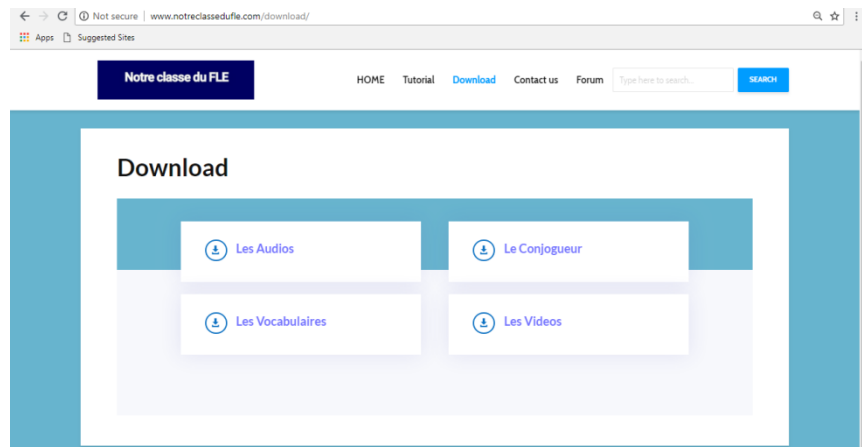 Not secure | www.notreclassedufle.com/download/
Apps Suggested Sites
Notre classe du FLE HOME Tutorial Download Contact us Forum Type here to search... SEARCH
Download
Les Audios Le Conjogueur
Les Vocabulaires Les Videos